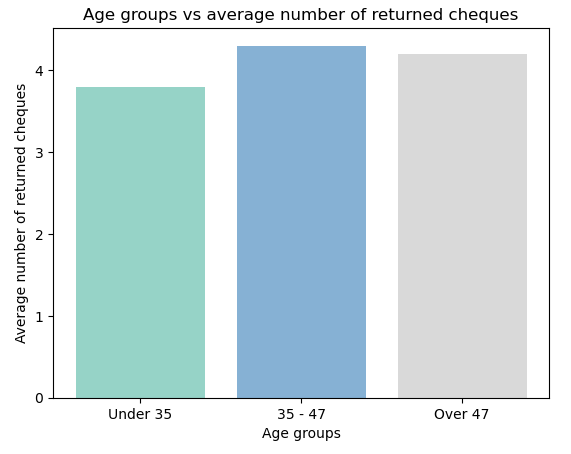 Age groups vs average number of returned cheques
Average number of returned cheques
4
3
2
1
0
Under 35
35 - 47
Over 47
Age groups